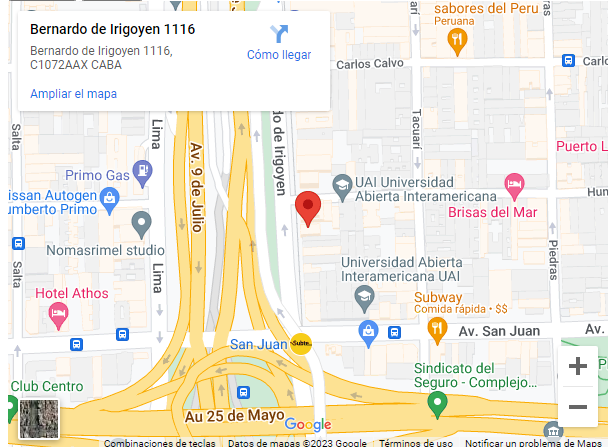 Bernardo de Irigoyen 1116
Bernardo de Irigoyen 1116,
C1072AAX CABA
Cómo llegar
Ampliar el mapa
sabores del Peru
Peruana
Carlos Calvo
Salta
Lima
Tacuarí
Av. 9 de Julio
do de Irigoyen
Primo Gas
issan Autogen
umberto Primo
UAI Universidad
Abierta Interamericana
Puerto L
Hum
Brisas del Mar
Nomasrimel studio
Piedras
Salta
Lima
Universidad
Abierta
Interamericana UAI
Hotel Athos
Subway
Comida rápida • $$
San Juan
Subte
Av. San Juan
Av.
Club Centro
Sindicato del
Seguro - Complejo...
Au 25 de Mayo
Google
Combinaciones de teclas
Datos de mapas ©2023 Google
Términos de uso
Notificar un problema de Maps